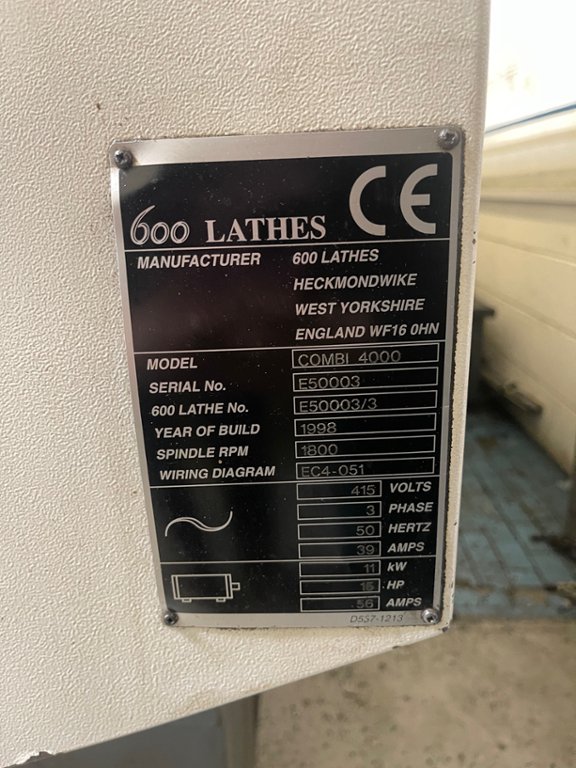 600 LATHES CE
MANUFACTURER 600 LATHES
HECKMONDWIKE
WEST YORKSHIRE
ENGLAND WF16 0HN
MODEL COMBI 4000
SERIAL No. E50003
600 LATHE No. E50003/3
YEAR OF BUILD 1998
SPINDLE RPM 1800
WIRING DIAGRAM EC4-051
415 VOLTS
3 PHASE
50 HERTZ
39 AMPS
11 kW
15 HP
56 AMPS
D537-1213